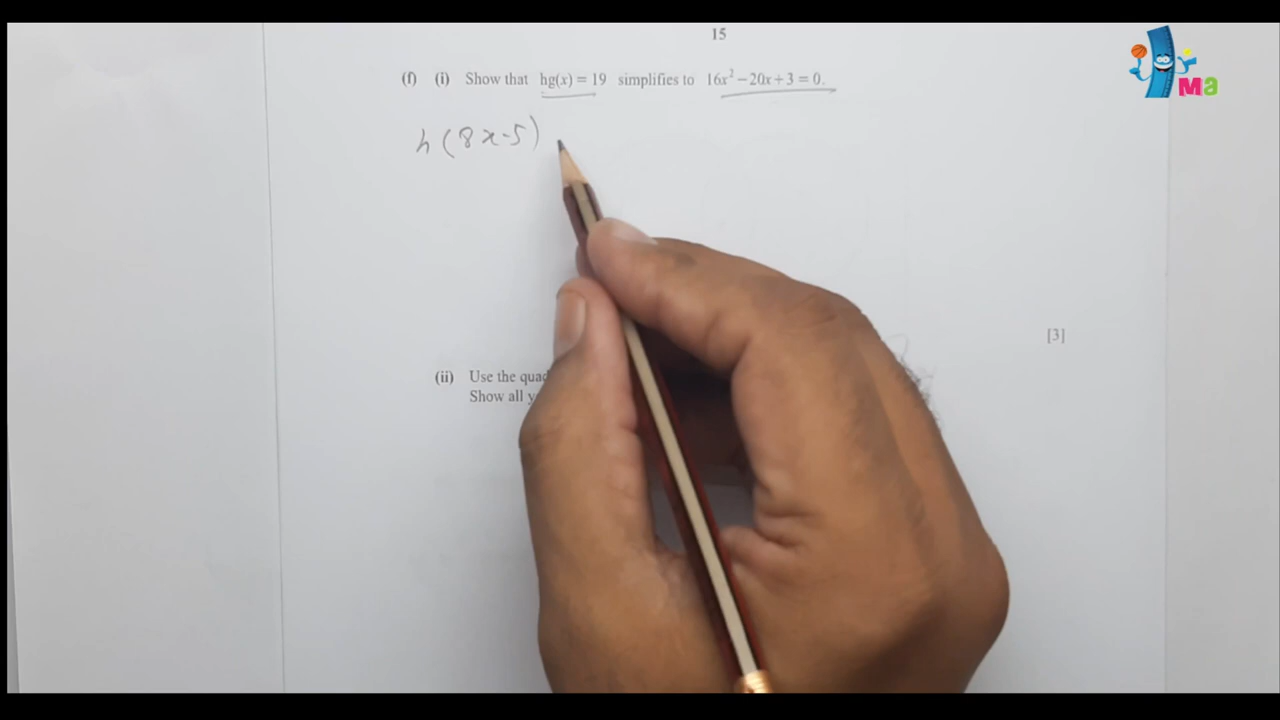 15
Ma
(f) (i) Show that hg(x) = 19 simplifies to 16x² − 20x + 3 = 0.
h(8x-5)
[3]
(ii) Use the
Show all